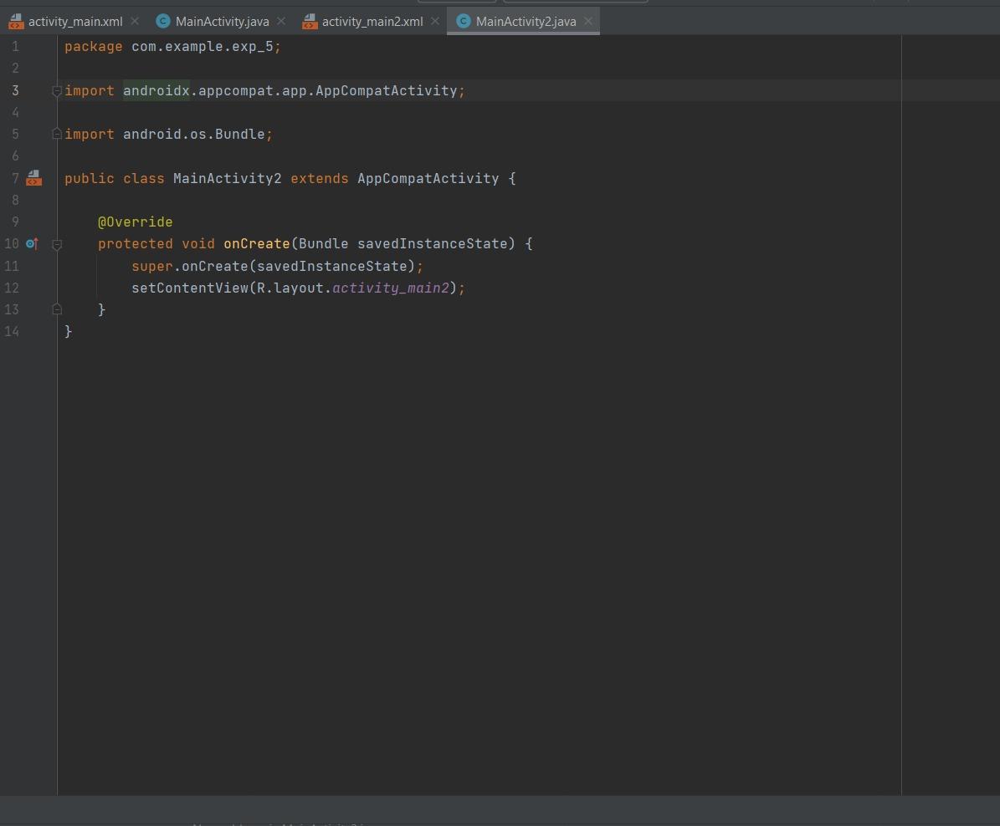 activity_main.xml MainActivity.java activity_main2.xml MainActivity2.java
1 package com.example.exp_5;
2
3 import androidx.appcompat.app.AppCompatActivity;
4
5 import android.os.Bundle;
6
7 public class MainActivity2 extends AppCompatActivity {
8
9 @Override
10 protected void onCreate(Bundle savedInstanceState) {
11 super.onCreate(savedInstanceState);
12 setContentView(R.layout.activity_main2);
13 }
14 }